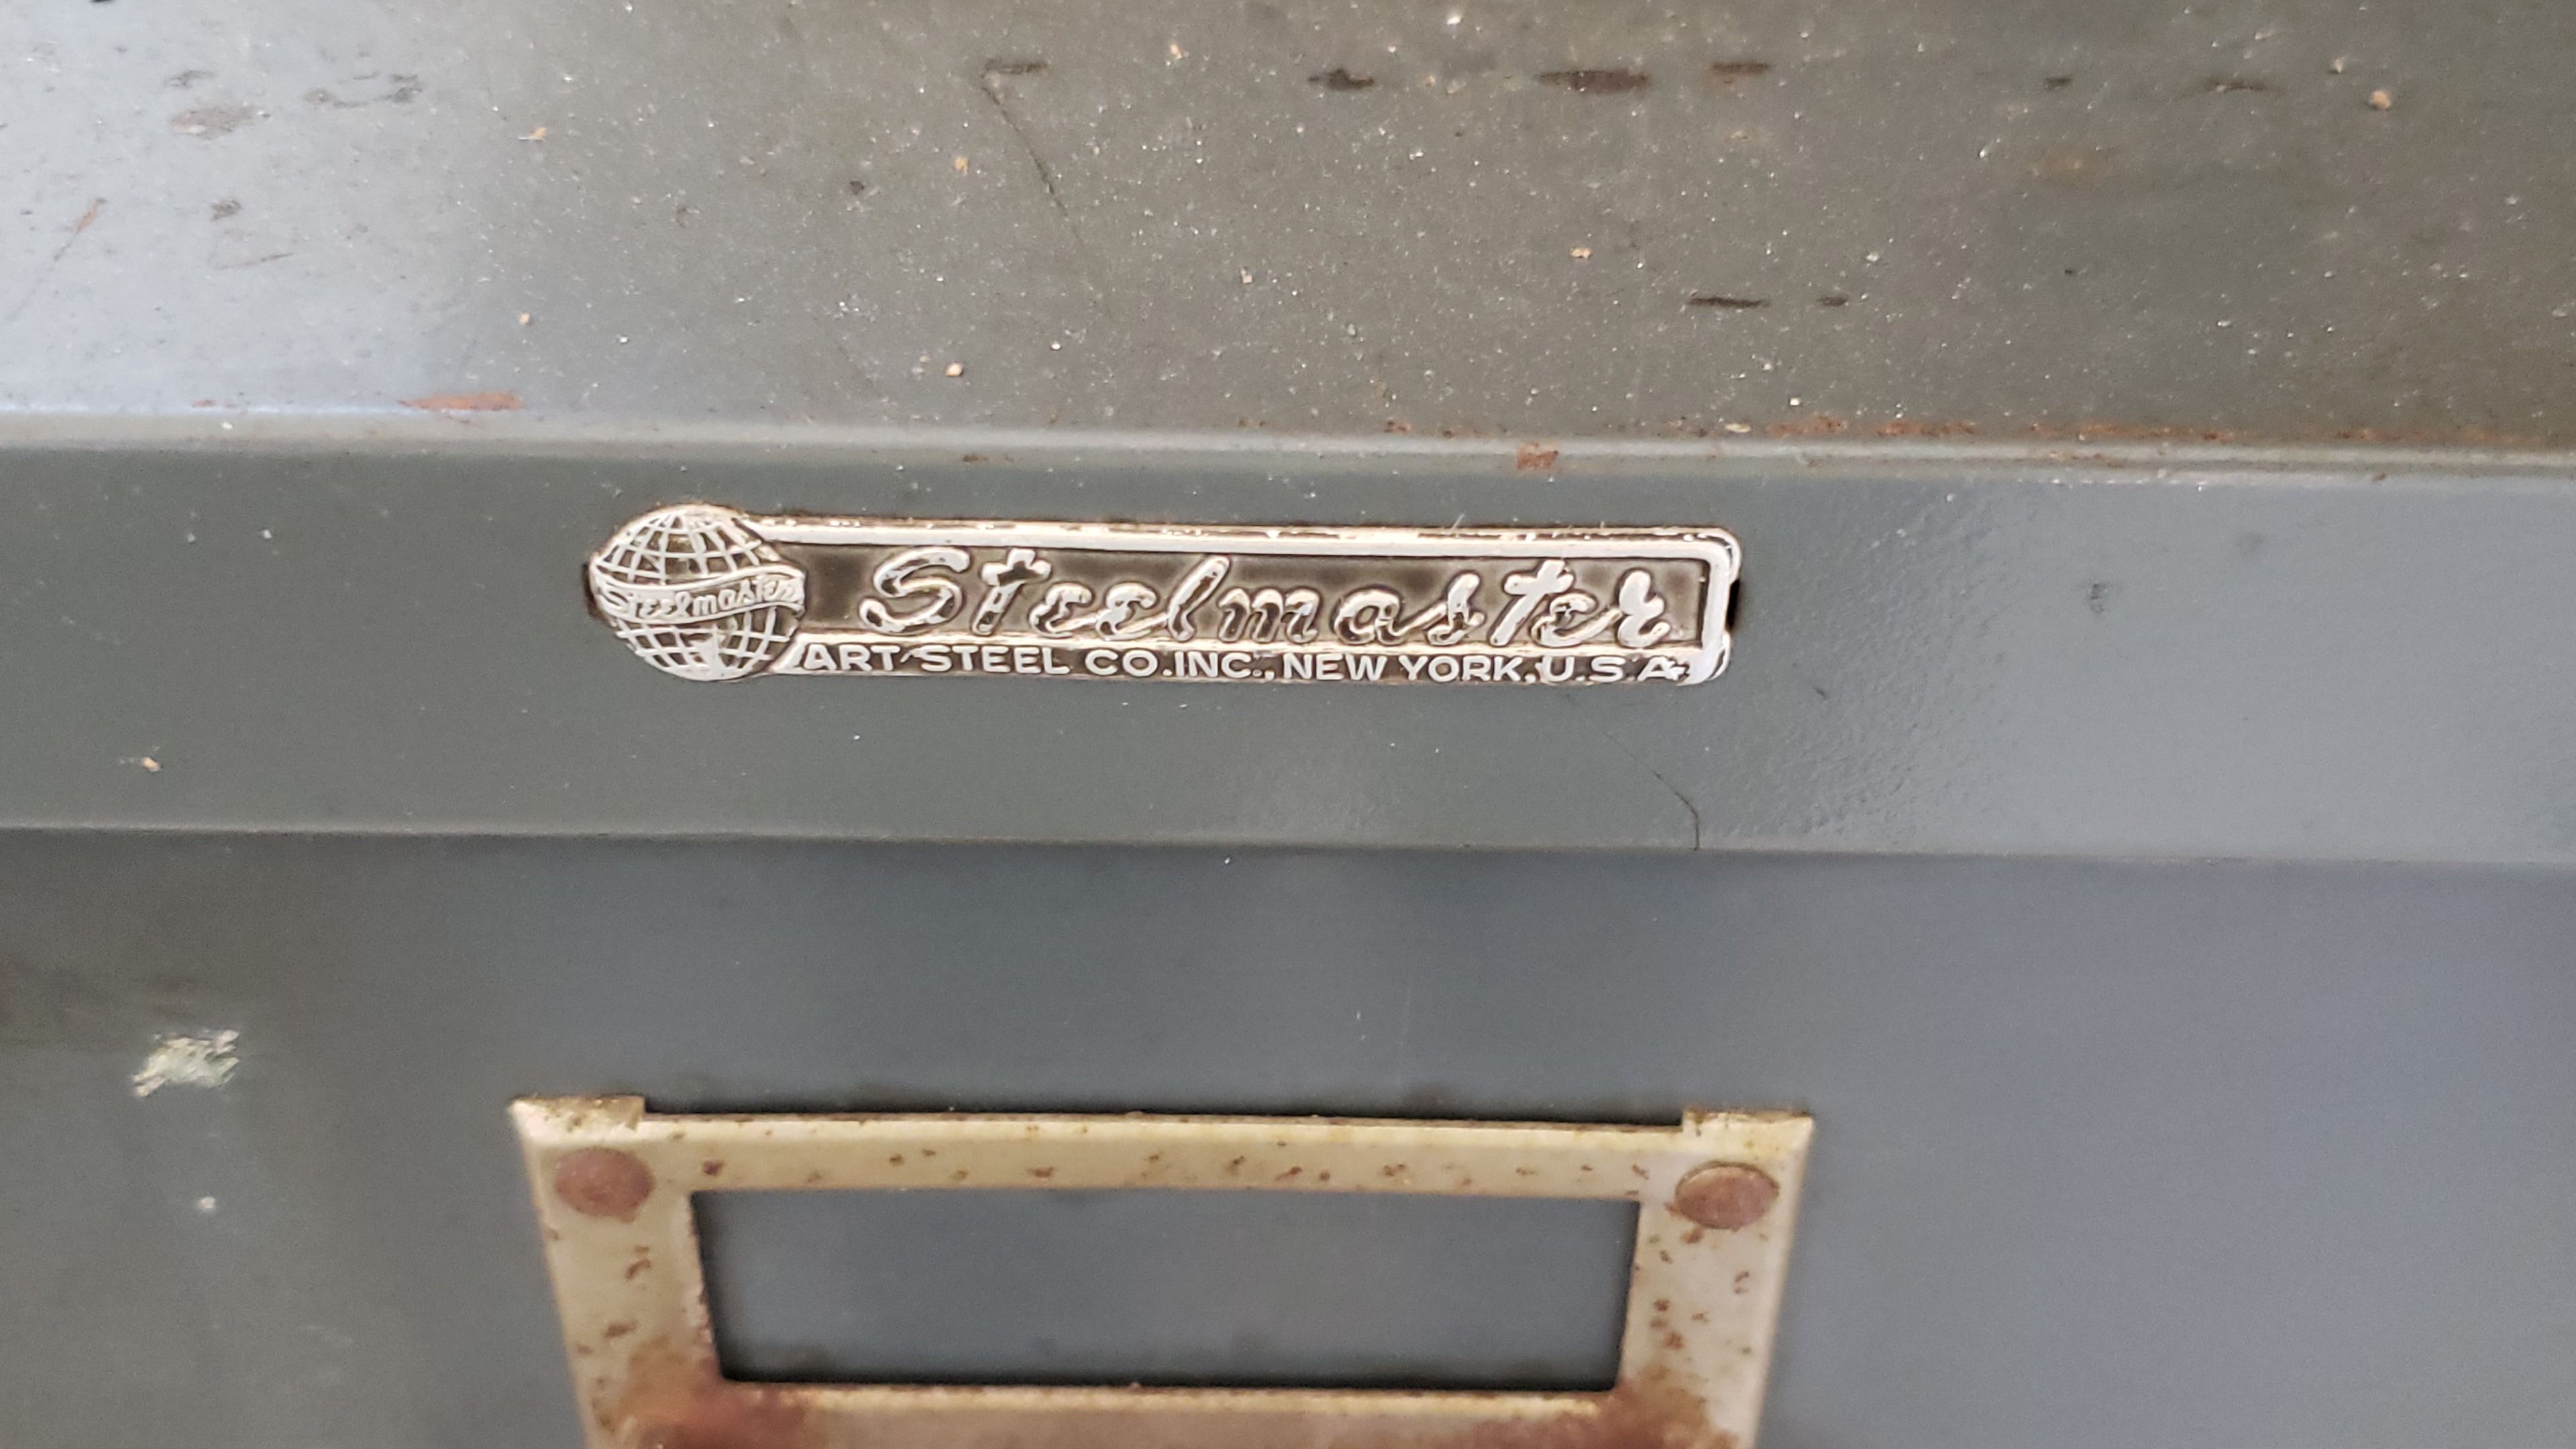 Steelmaster
Steelmaster
ART STEEL CO. INC., NEW YORK, U.S.A.